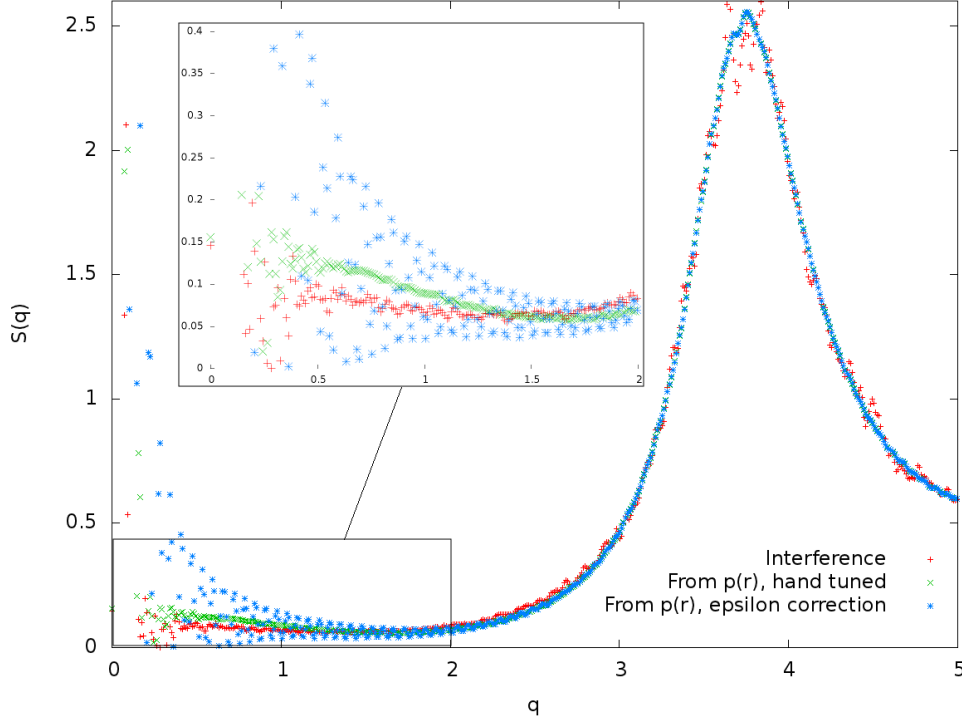 2.5
2
1.5
1
0.5
0
S(q)
0.4
0.35
0.3
0.25
0.2
0.15
0.1
0.05
0
0 0.5 1 1.5 2
Interference
From p(r), hand tuned
From p(r), epsilon correction
0 1 2 3 4 5
q